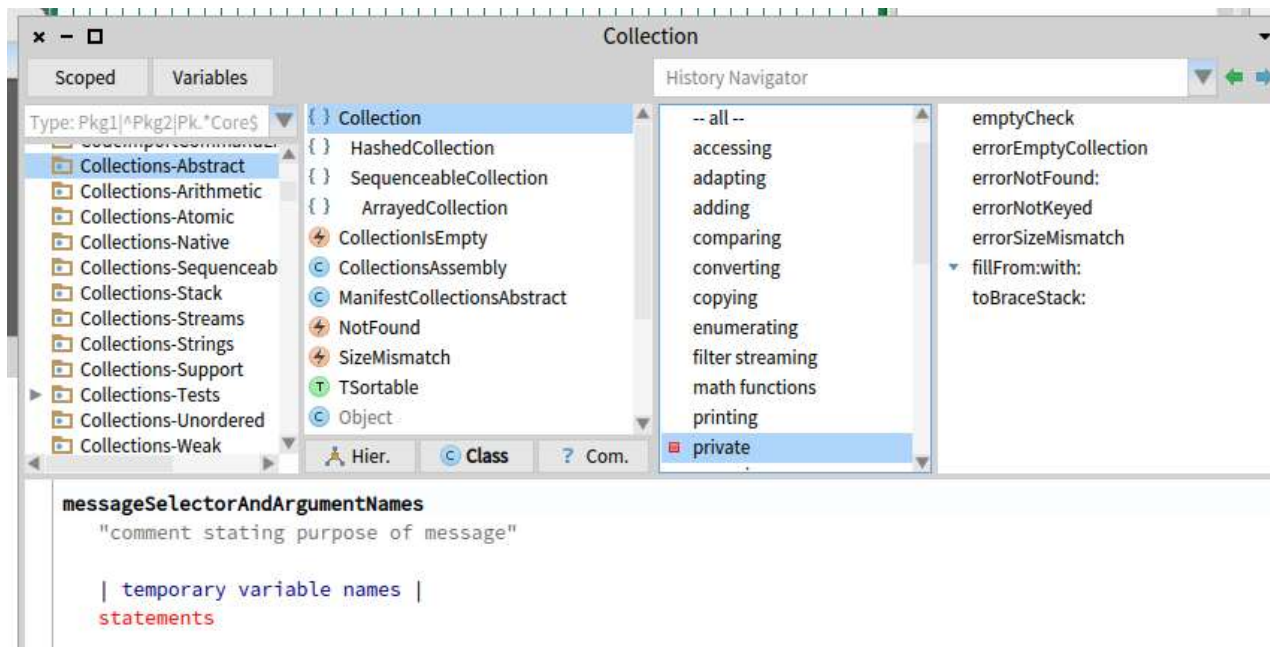 Collection
Scoped
Variables
History Navigator
Type: Pkg1|^Pkg2|Pk.*Core$
Collections-Abstract
Collections-Arithmetic
Collections-Atomic
Collections-Native
Collections-Sequenceab
Collections-Stack
Collections-Streams
Collections-Strings
Collections-Support
Collections-Tests
Collections-Unordered
Collections-Weak
{ } Collection
{ } HashedCollection
{ } SequenceableCollection
{ } ArrayedCollection
CollectionIsEmpty
C CollectionsAssembly
C ManifestCollectionsAbstract
NotFound
SizeMismatch
T TSortable
C Object
Hier.
C Class
? Com.
-- all --
accessing
adapting
adding
comparing
converting
copying
enumerating
filter streaming
math functions
printing
private
emptyCheck
errorEmptyCollection
errorNotFound:
errorNotKeyed
errorSizeMismatch
fillFrom:with:
toBraceStack:
messageSelectorAndArgumentNames
"comment stating purpose of message"
| temporary variable names |
statements